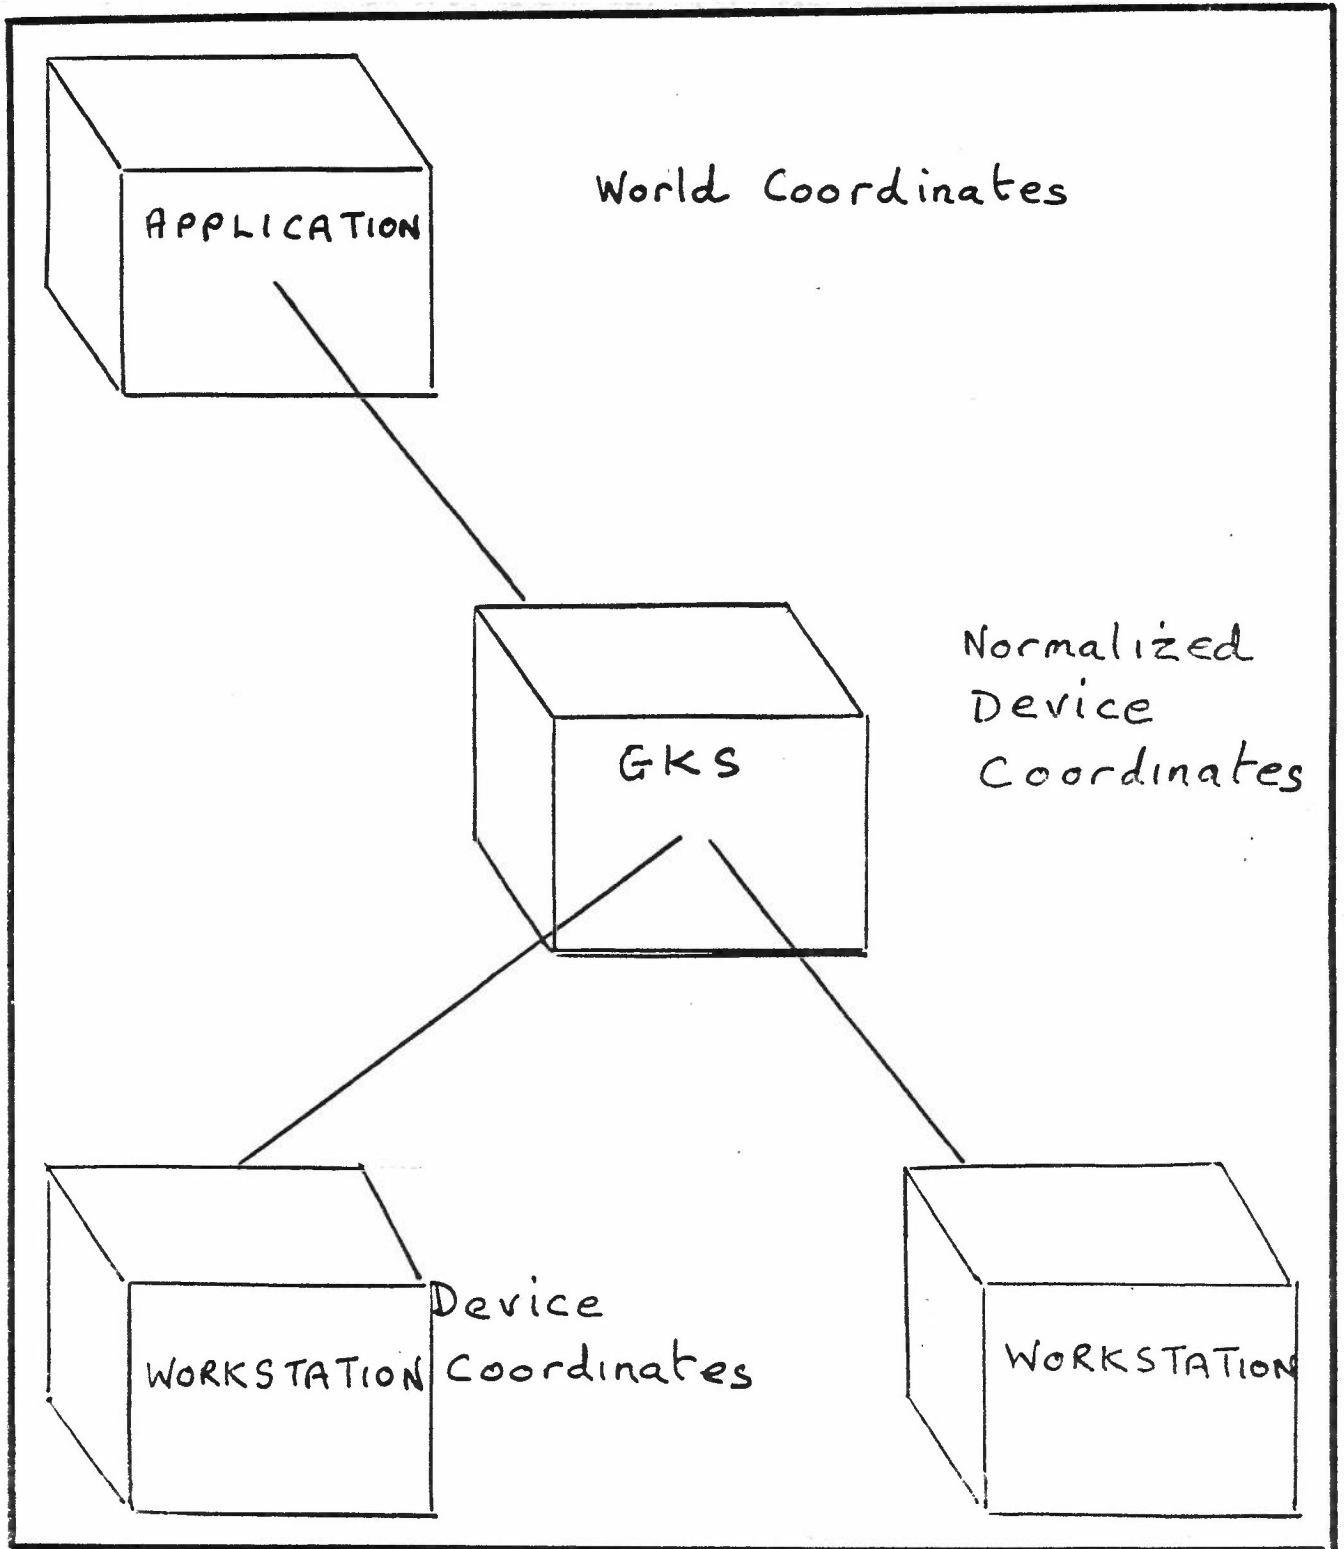 World Coordinates
APPLICATION
Normalized
Device
Coordinates
GKS
Device
Coordinates
WORKSTATION
WORKSTATION